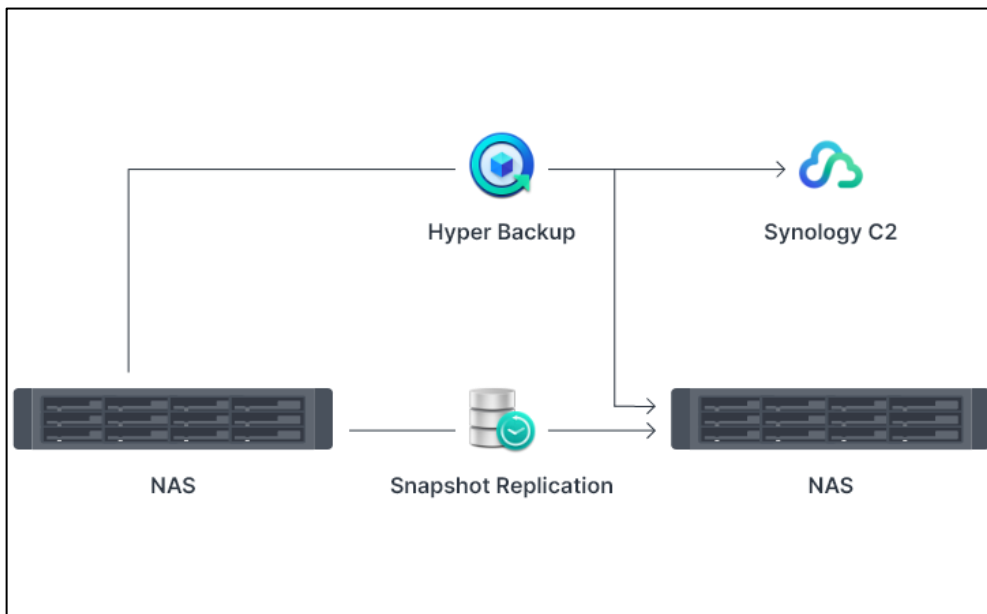 Hyper Backup
Synology C2
NAS
Snapshot Replication
NAS